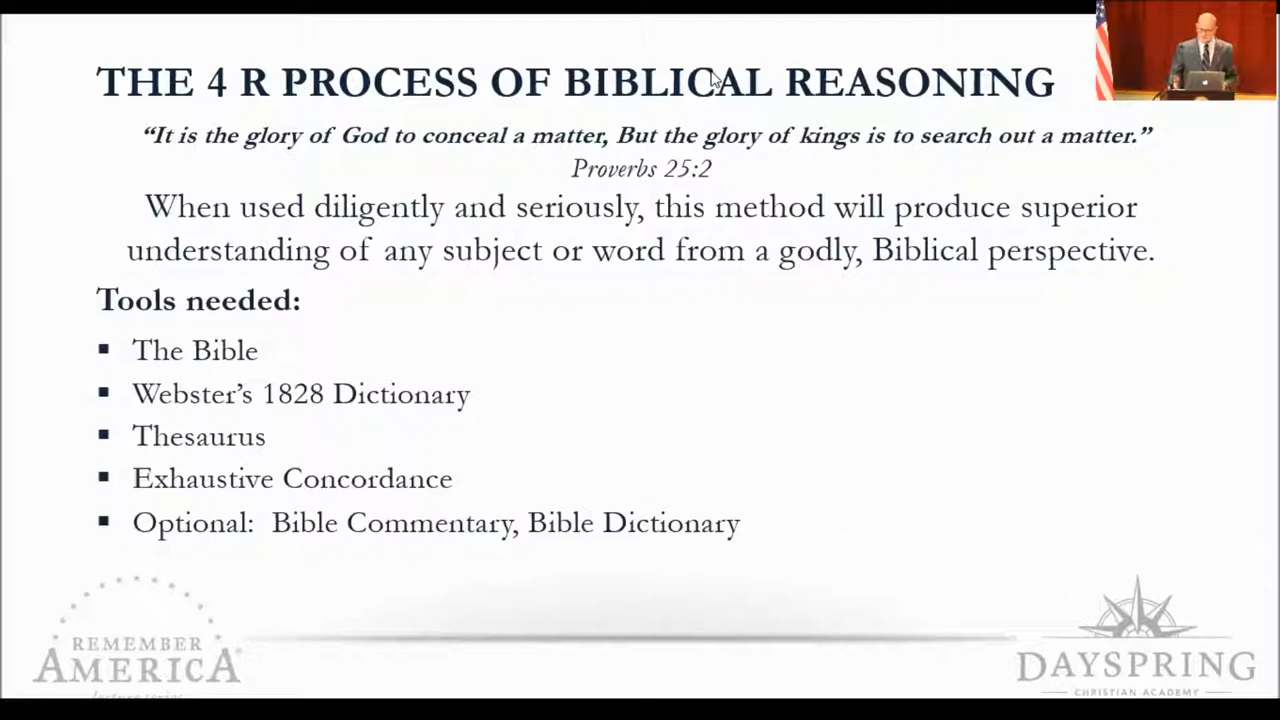 THE 4 R PROCESS OF BIBLICAL REASONING
“It is the glory of God to conceal a matter, But the glory of kings is to search out a matter.”
Proverbs 25:2
When used diligently and seriously, this method will produce superior
understanding of any subject or word from a godly, Biblical perspective.
Tools needed:
▪ The Bible
▪ Webster’s 1828 Dictionary
▪ Thesaurus
▪ Exhaustive Concordance
▪ Optional:  Bible Commentary, Bible Dictionary
REMEMBER
AMERICA®
lecture series
DAYSPRING
CHRISTIAN ACADEMY